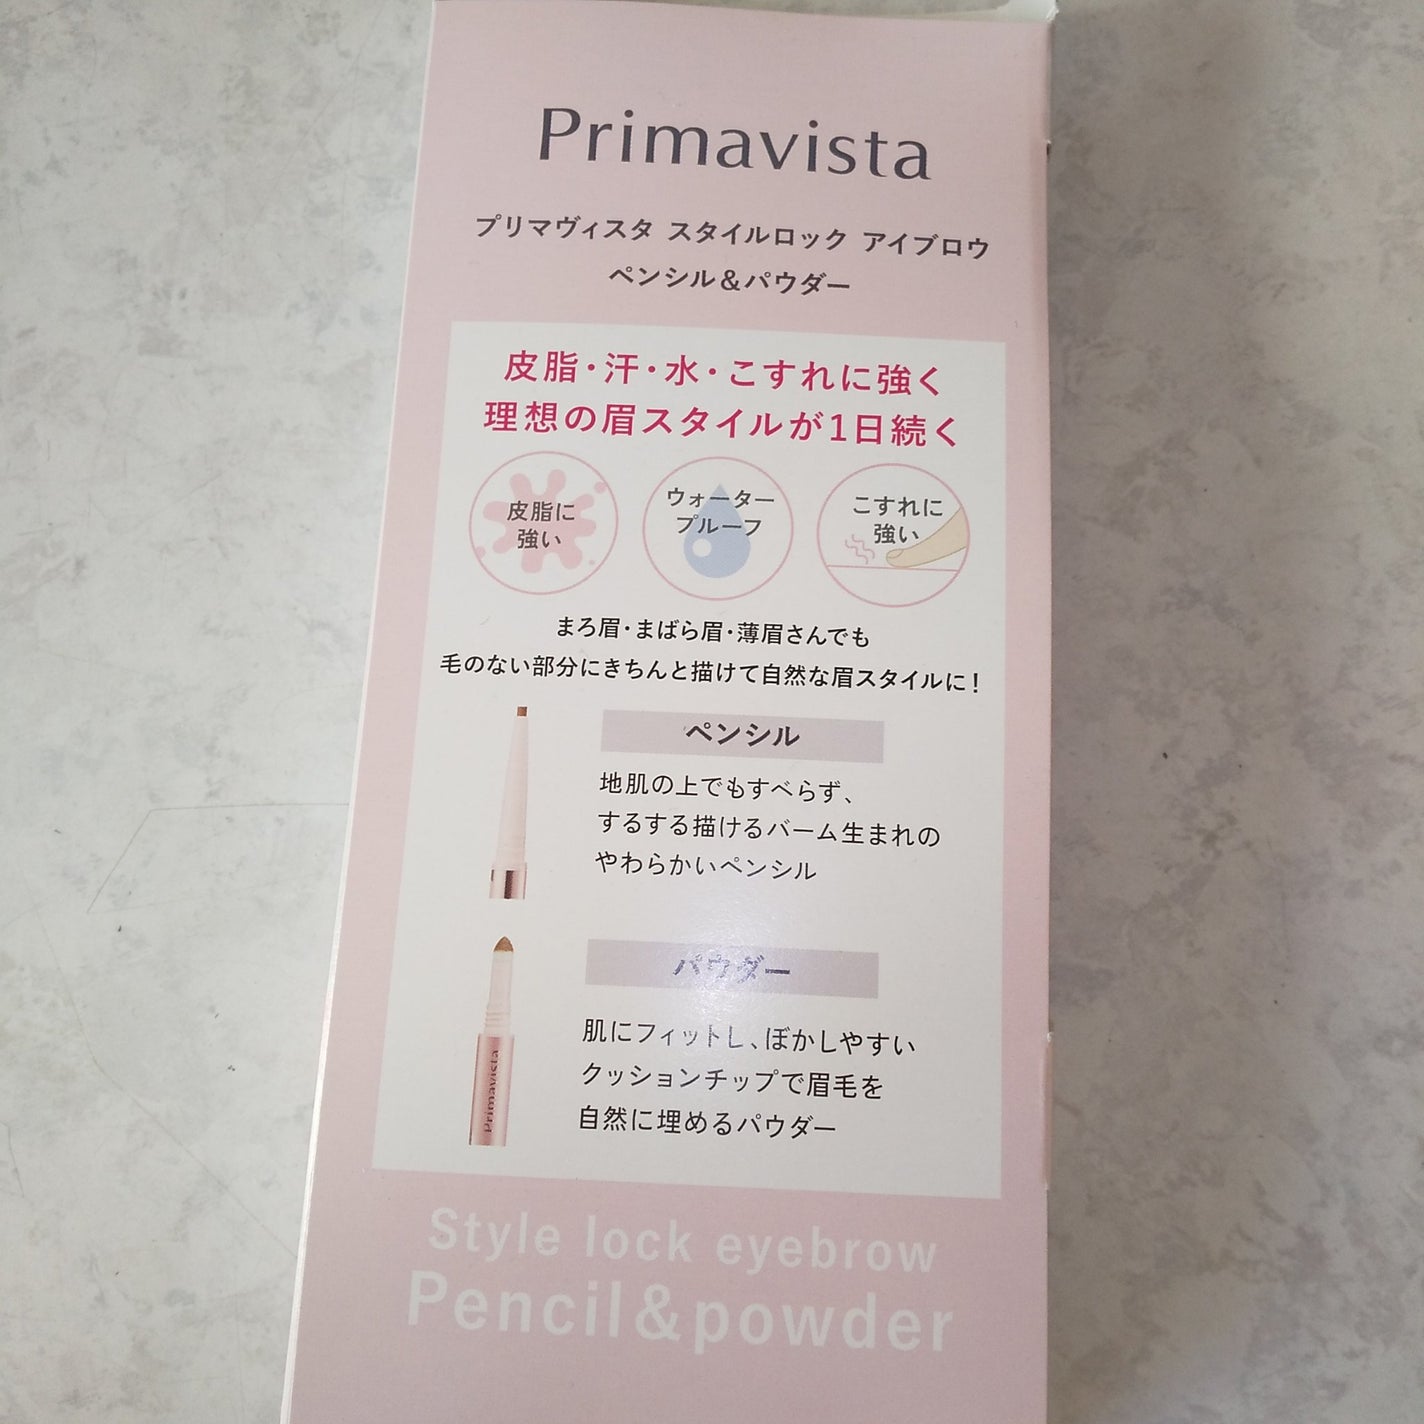 Primavista
プリマヴィスタ スタイルロック アイブロウ
ペンシル&パウダー
皮脂・汗・水・こすれに強く
理想の眉スタイルが1日続く
皮脂に
強い
ウォーター
プルーフ
こすれに
強い
まろ眉・まばら眉・薄眉さんでも
毛のない部分にきちんと描けて自然な眉スタイルに!
ペンシル
地肌の上でもすべらず、
するする描けるバーム生まれの
やわらかいペンシル
パウダー
肌にフィットし、ぼかしやすい
クッションチップで眉毛を
自然に埋めるパウダー
Primavista
Style lock eyebrow
Pencil&powder